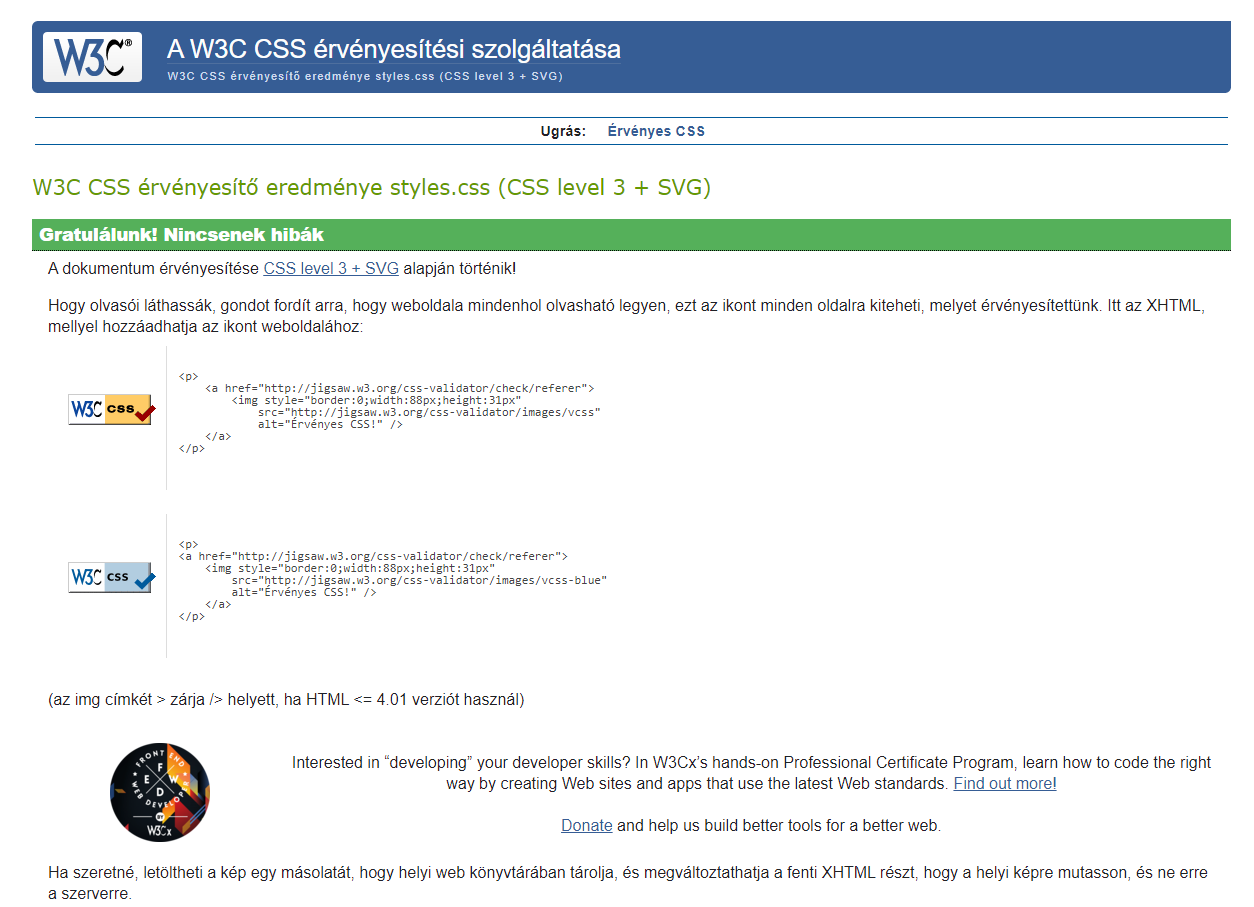 W3C®
A W3C CSS érvényesítési szolgáltatása
W3C CSS érvényesítő eredménye styles.css (CSS level 3 + SVG)
Ugrás: Érvényes CSS
W3C CSS érvényesítő eredménye styles.css (CSS level 3 + SVG)
Gratulálunk! Nincsenek hibák
A dokumentum érvényesítése CSS level 3 + SVG alapján történik!
Hogy olvasói láthassák, gondot fordít arra, hogy weboldala mindenhol olvasható legyen, ezt az ikont minden oldalra kiteheti, melyet érvényesítettünk. Itt az XHTML,
mellyel hozzáadhatja az ikont weboldalához:
W3C css
<p>
<a href="http://jigsaw.w3.org/css-validator/check/referer">
<img style="border:0;width:88px;height:31px"
src="http://jigsaw.w3.org/css-validator/images/vcss"
alt="Érvényes CSS!" />
</a>
</p>
W3C css
<p>
<a href="http://jigsaw.w3.org/css-validator/check/referer">
<img style="border:0;width:88px;height:31px"
src="http://jigsaw.w3.org/css-validator/images/vcss-blue"
alt="Érvényes CSS!" />
</a>
</p>
(az img címkét > zárja /> helyett, ha HTML <= 4.01 verziót használ)
FRONT END
F E W D
WEB DEVELOPER
BY
W3Cx
Interested in “developing” your developer skills? In W3Cx’s hands-on Professional Certificate Program, learn how to code the right
way by creating Web sites and apps that use the latest Web standards. Find out more!
Donate and help us build better tools for a better web.
Ha szeretné, letöltheti a kép egy másolatát, hogy helyi web könyvtárában tárolja, és megváltoztathatja a fenti XHTML részt, hogy a helyi képre mutasson, és ne erre
a szerverre.